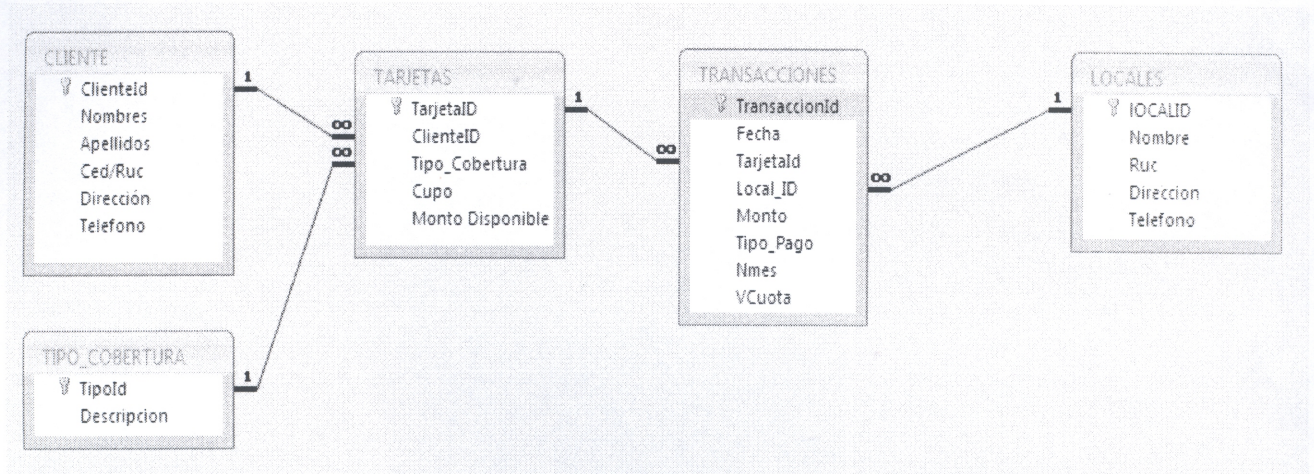 CLIENTE
ClienteId
Nombres
Apellidos
Ced/Ruc
Dirección
Telefono
1
∞
∞
TARJETAS
TarjetaID
ClienteID
Tipo_Cobertura
Cupo
Monto Disponible
1
∞
TRANSACCIONES
TransaccionId
Fecha
TarjetaId
Local_ID
Monto
Tipo_Pago
Nmes
VCuota
∞
1
LOCALES
lOCALID
Nombre
Ruc
Direccion
Telefono
TIPO_COBERTURA
TipoId
Descripcion
1